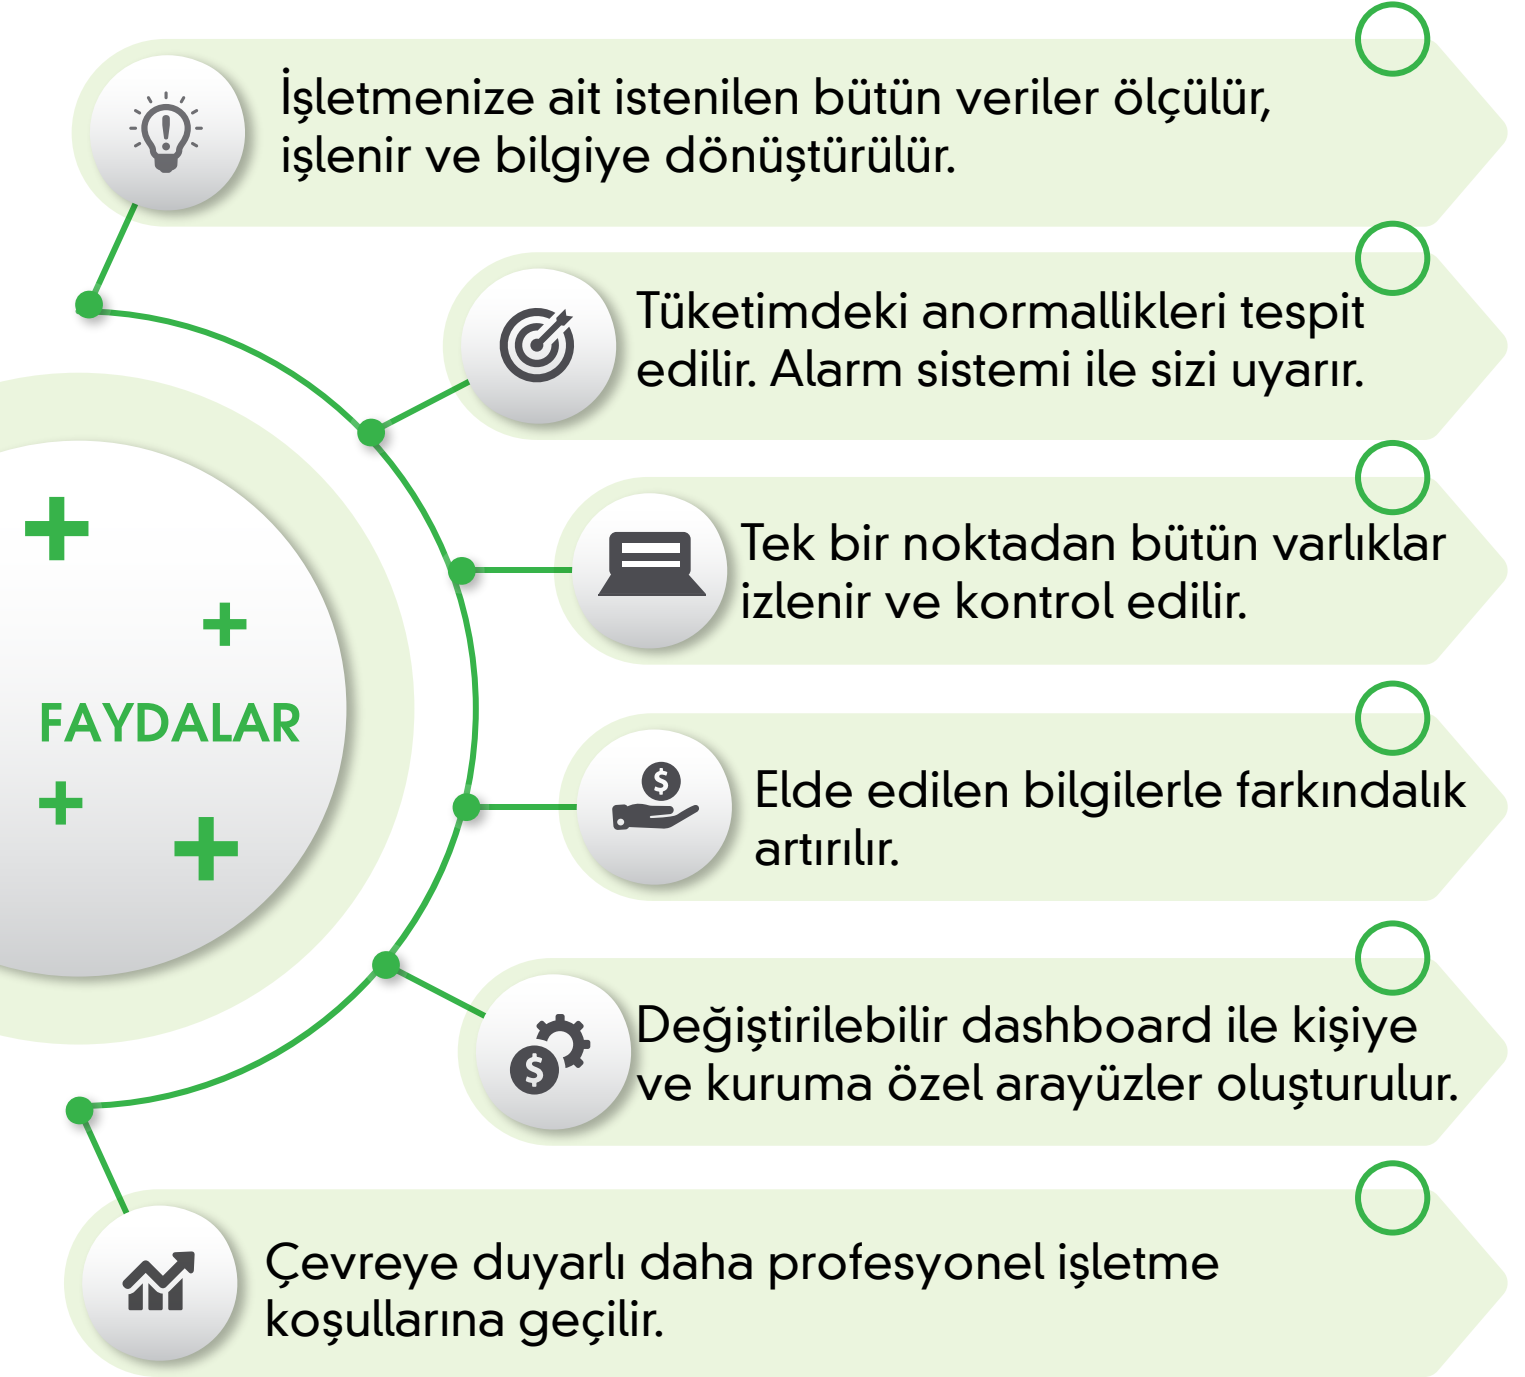 İşletmenize ait istenilen bütün veriler ölçülür,
işlenir ve bilgiye dönüştürülür.
Tüketimdeki anormallikleri tespit
edilir. Alarm sistemi ile sizi uyarır.
Tek bir noktadan bütün varlıklar
izlenir ve kontrol edilir.
FAYDALAR
Elde edilen bilgilerle farkındalık
artırılır.
Değiştirilebilir dashboard ile kişiye
ve kuruma özel arayüzler oluşturulur.
Çevreye duyarlı daha profesyonel işletme
koşullarına geçilir.